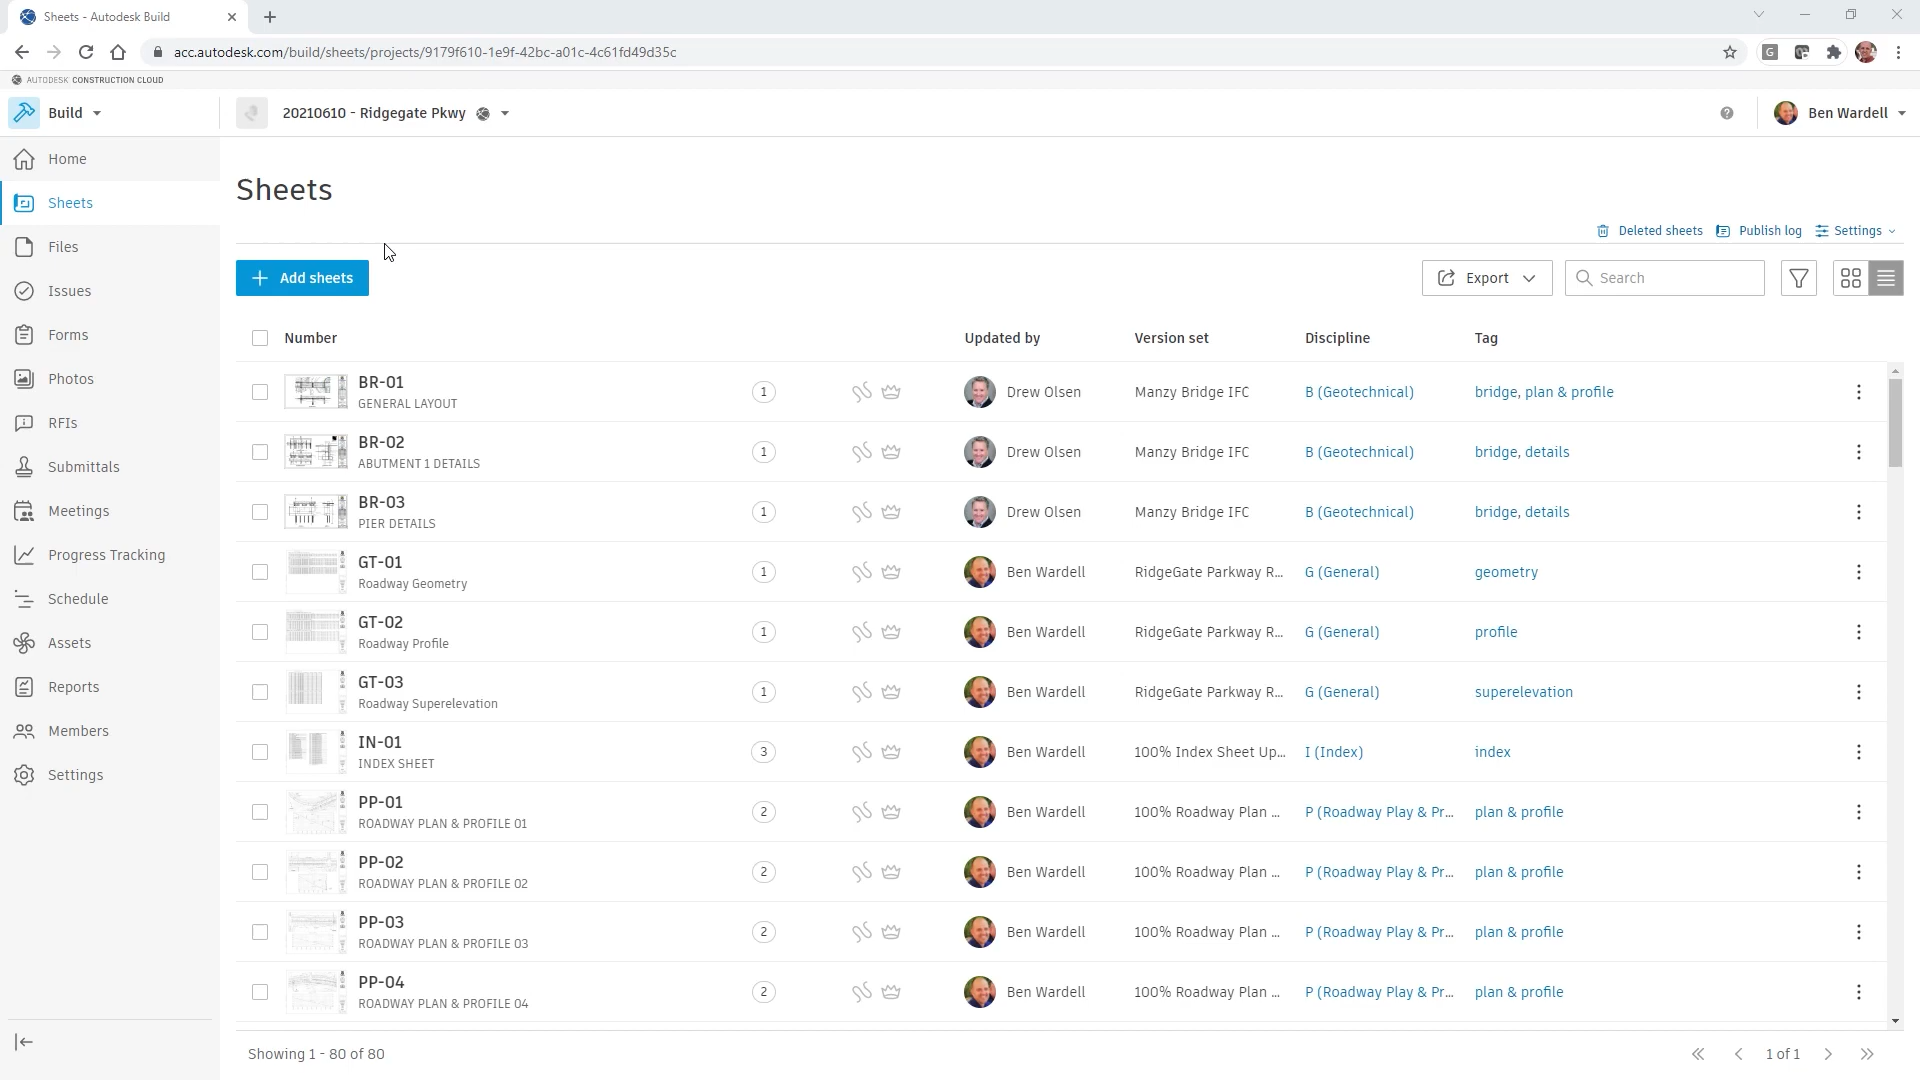 Sheets - Autodesk Build
acc.autodesk.com/build/sheets/projects/9179f610-1e9f-42bc-a01c-4c61fd49d35c
AUTODESK CONSTRUCTION CLOUD
Build
20210610 - Ridgegate Pkwy
Ben Wardell
Home
Sheets
Files
Issues
Forms
Photos
RFIs
Submittals
Meetings
Progress Tracking
Schedule
Assets
Reports
Members
Settings
Sheets
Deleted sheets Publish log Settings
Add sheets
Export Search
Number Updated by Version set Discipline Tag
BR-01
GENERAL LAYOUT
1 Drew Olsen Manzy Bridge IFC B (Geotechnical) bridge, plan & profile
BR-02
ABUTMENT 1 DETAILS
1 Drew Olsen Manzy Bridge IFC B (Geotechnical) bridge, details
BR-03
PIER DETAILS
1 Drew Olsen Manzy Bridge IFC B (Geotechnical) bridge, details
GT-01
Roadway Geometry
1 Ben Wardell RidgeGate Parkway R... G (General) geometry
GT-02
Roadway Profile
1 Ben Wardell RidgeGate Parkway R... G (General) profile
GT-03
Roadway Superelevation
1 Ben Wardell RidgeGate Parkway R... G (General) superelevation
IN-01
INDEX SHEET
3 Ben Wardell 100% Index Sheet Up... I (Index) index
PP-01
ROADWAY PLAN & PROFILE 01
2 Ben Wardell 100% Roadway Plan ... P (Roadway Play & Pr... plan & profile
PP-02
ROADWAY PLAN & PROFILE 02
2 Ben Wardell 100% Roadway Plan ... P (Roadway Play & Pr... plan & profile
PP-03
ROADWAY PLAN & PROFILE 03
2 Ben Wardell 100% Roadway Plan ... P (Roadway Play & Pr... plan & profile
PP-04
ROADWAY PLAN & PROFILE 04
2 Ben Wardell 100% Roadway Plan ... P (Roadway Play & Pr... plan & profile
Showing 1 - 80 of 80
1 of 1